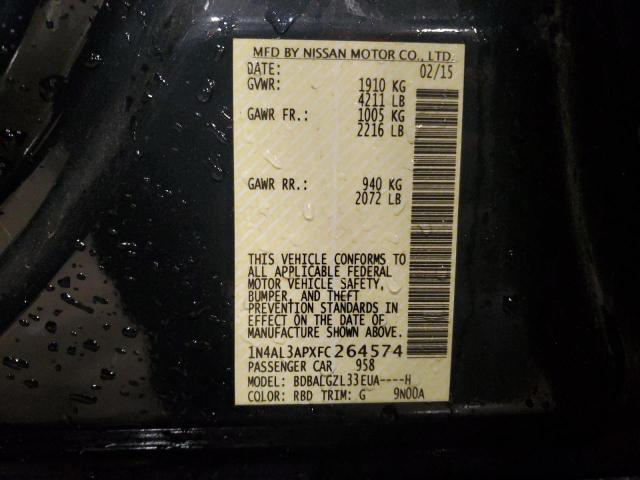 MFD BY NISSAN MOTOR CO., LTD.
DATE: 02/15
GVWR: 1910 KG
4211 LB
GAWR FR.: 1005 KG
2216 LB
GAWR RR.: 940 KG
2072 LB
THIS VEHICLE CONFORMS TO
ALL APPLICABLE FEDERAL
MOTOR VEHICLE SAFETY,
BUMPER, AND THEFT
PREVENTION STANDARDS IN
EFFECT ON THE DATE OF
MANUFACTURE SHOWN ABOVE.
1N4AL3APXFC264574
PASSENGER CAR 958
MODEL: BDBALGZL33EUA----H
COLOR: RBD TRIM: G 9N00A